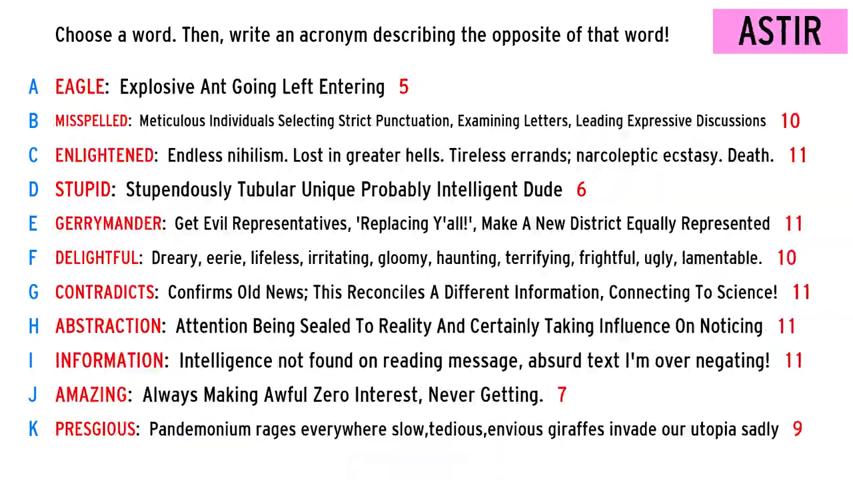 Choose a word. Then, write an acronym describing the opposite of that word!
ASTIR
A EAGLE: Explosive Ant Going Left Entering 5
B MISSPELLED: Meticulous Individuals Selecting Strict Punctuation, Examining Letters, Leading Expressive Discussions 10
C ENLIGHTENED: Endless nihilism. Lost in greater hells. Tireless errands; narcoleptic ecstasy. Death. 11
D STUPID: Stupendously Tubular Unique Probably Intelligent Dude 6
E GERRYMANDER: Get Evil Representatives, 'Replacing Y'all!', Make A New District Equally Represented 11
F DELIGHTFUL: Dreary, eerie, lifeless, irritating, gloomy, haunting, terrifying, frightful, ugly, lamentable. 10
G CONTRADICTS: Confirms Old News; This Reconciles A Different Information, Connecting To Science! 11
H ABSTRACTION: Attention Being Sealed To Reality And Certainly Taking Influence On Noticing 11
I INFORMATION: Intelligence not found on reading message, absurd text I'm over negating! 11
J AMAZING: Always Making Awful Zero Interest, Never Getting. 7
K PRESGIOUS: Pandemonium rages everywhere slow,tedious,envious giraffes invade our utopia sadly 9